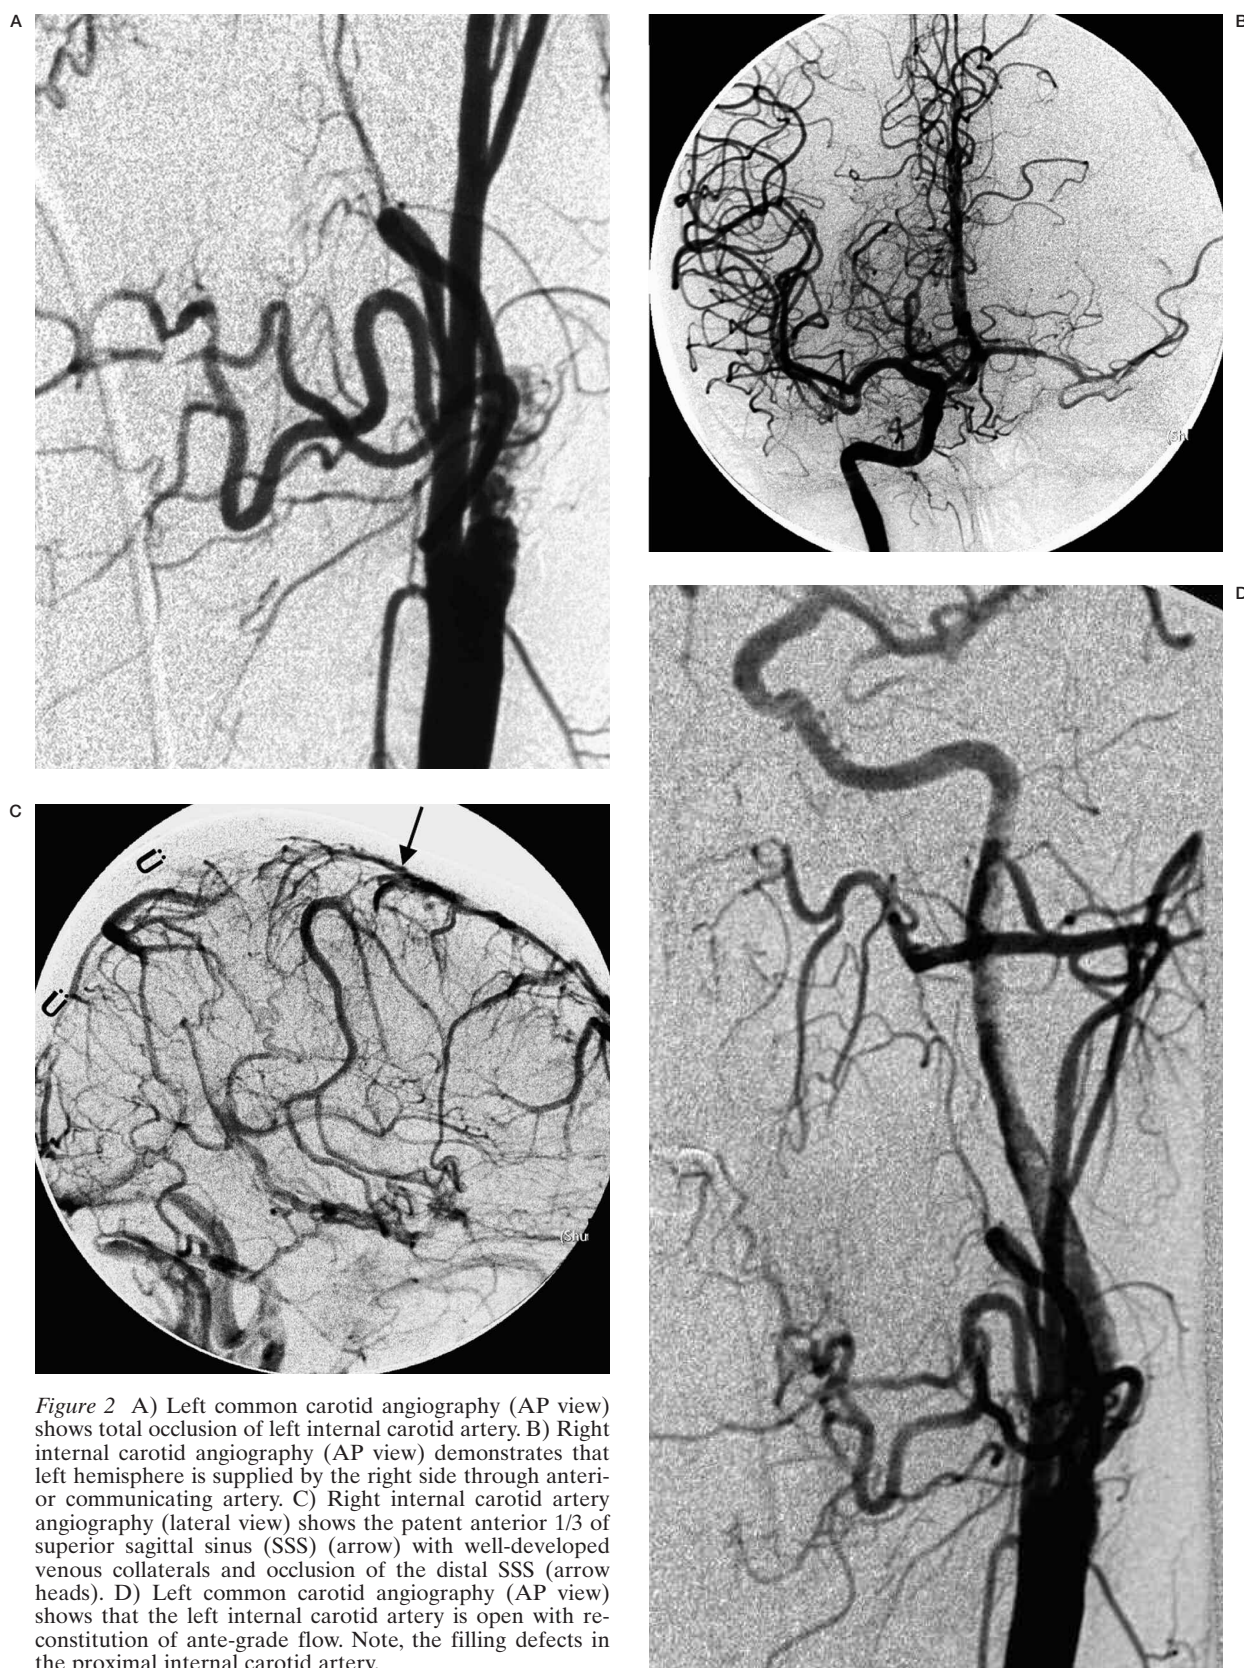 A
B
(Sh
C
(Shu
D
Figure 2 A) Left common carotid angiography (AP view)
shows total occlusion of left internal carotid artery. B) Right
internal carotid angiography (AP view) demonstrates that
left hemisphere is supplied by the right side through anteri-
or communicating artery. C) Right internal carotid artery
angiography (lateral view) shows the patent anterior 1/3 of
superior sagittal sinus (SSS) (arrow) with well-developed
venous collaterals and occlusion of the distal SSS (arrow
heads). D) Left common carotid angiography (AP view)
shows that the left internal carotid artery is open with re-
constitution of ante-grade flow. Note, the filling defects in
the proximal internal carotid artery.